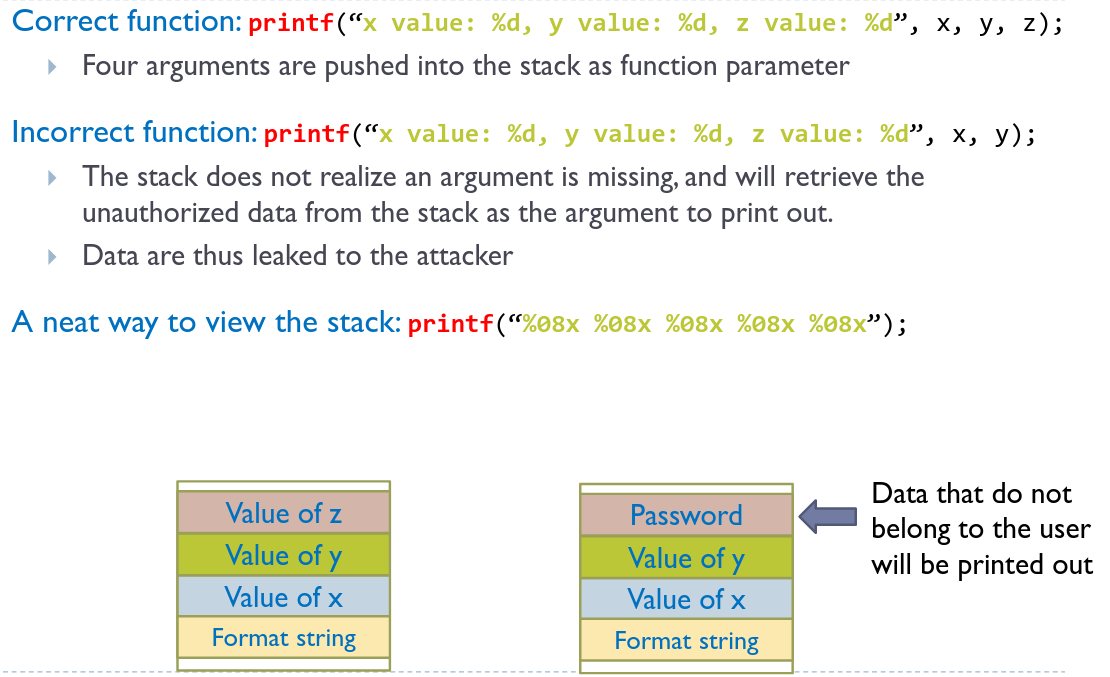 Correct function: printf(“x value: %d, y value: %d, z value: %d”, x, y, z);
Four arguments are pushed into the stack as function parameter
Incorrect function: printf(“x value: %d, y value: %d, z value: %d”, x, y);
The stack does not realize an argument is missing, and will retrieve the
unauthorized data from the stack as the argument to print out.
Data are thus leaked to the attacker
A neat way to view the stack: printf(“%08x %08x %08x %08x %08x”);
Value of z
Value of y
Value of x
Format string
Password
Value of y
Value of x
Format string
Data that do not
belong to the user
will be printed out